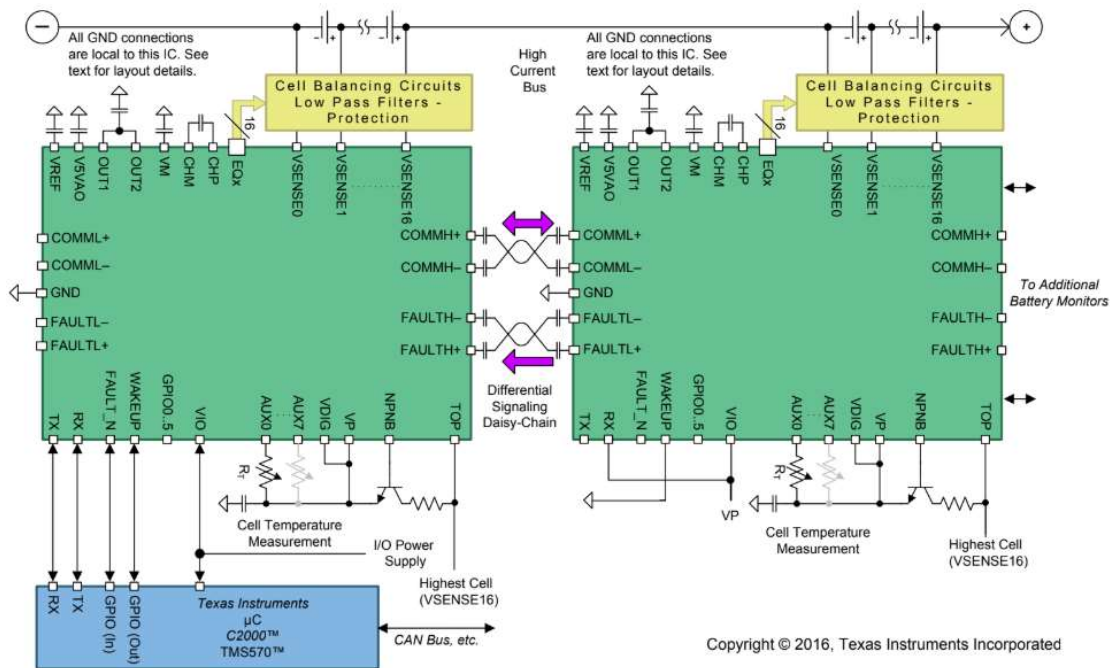 All GND connections
are local to this IC. See
text for layout details.
High
Current
Bus
All GND connections
are local to this IC. See
text for layout details.
Cell Balancing Circuits
Low Pass Filters -
Protection
Cell Balancing Circuits
Low Pass Filters -
Protection
16
16
VREF
V5VAO
OUT1
OUT2
VM
CHM
CHP
EQx
VSENSE0
VSENSE1
VSENSE16
VREF
V5VAO
OUT1
OUT2
VM
CHM
CHP
EQx
VSENSE0
VSENSE1
VSENSE16
COMML+
COMML–
GND
FAULTL–
FAULTL+
COMMH+
COMMH–
FAULTH–
FAULTH+
COMML+
COMML–
GND
FAULTL–
FAULTL+
COMMH+
COMMH–
FAULTH–
FAULTH+
To Additional
Battery Monitors
Differential
Signaling
Daisy-Chain
TX
RX
FAULT_N
WAKEUP
GPIO0..5
VIO
AUX0
AUX7
VDIG
VP
NPNB
TOP
TX
RX
FAULT_N
WAKEUP
GPIO0..5
VIO
AUX0
AUX7
VDIG
VP
NPNB
TOP
RT
RT
Cell Temperature
Measurement
I/O Power
Supply
Highest Cell
(VSENSE16)
VP
Cell Temperature
Measurement
Highest Cell
(VSENSE16)
RX
TX
GPIO (In)
GPIO (Out)
Texas Instruments
µC
C2000™
TMS570™
CAN Bus, etc.
Copyright © 2016, Texas Instruments Incorporated